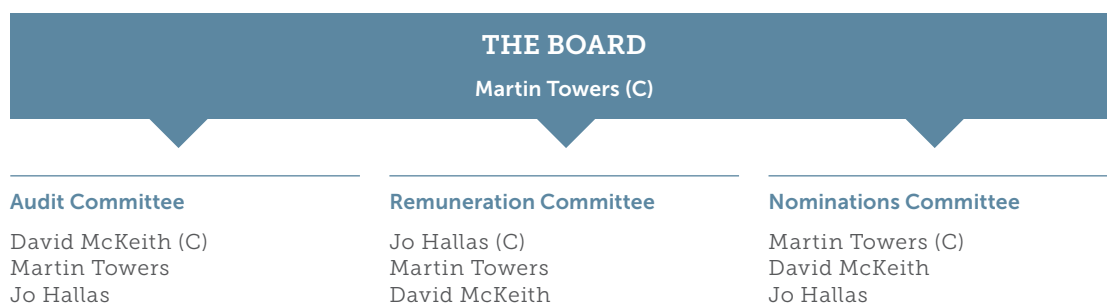 THE BOARD
Martin Towers (C)
Audit Committee
David McKeith (C)
Martin Towers
Jo Hallas
Remuneration Committee
Jo Hallas (C)
Martin Towers
David McKeith
Nominations Committee
Martin Towers (C)
David McKeith
Jo Hallas